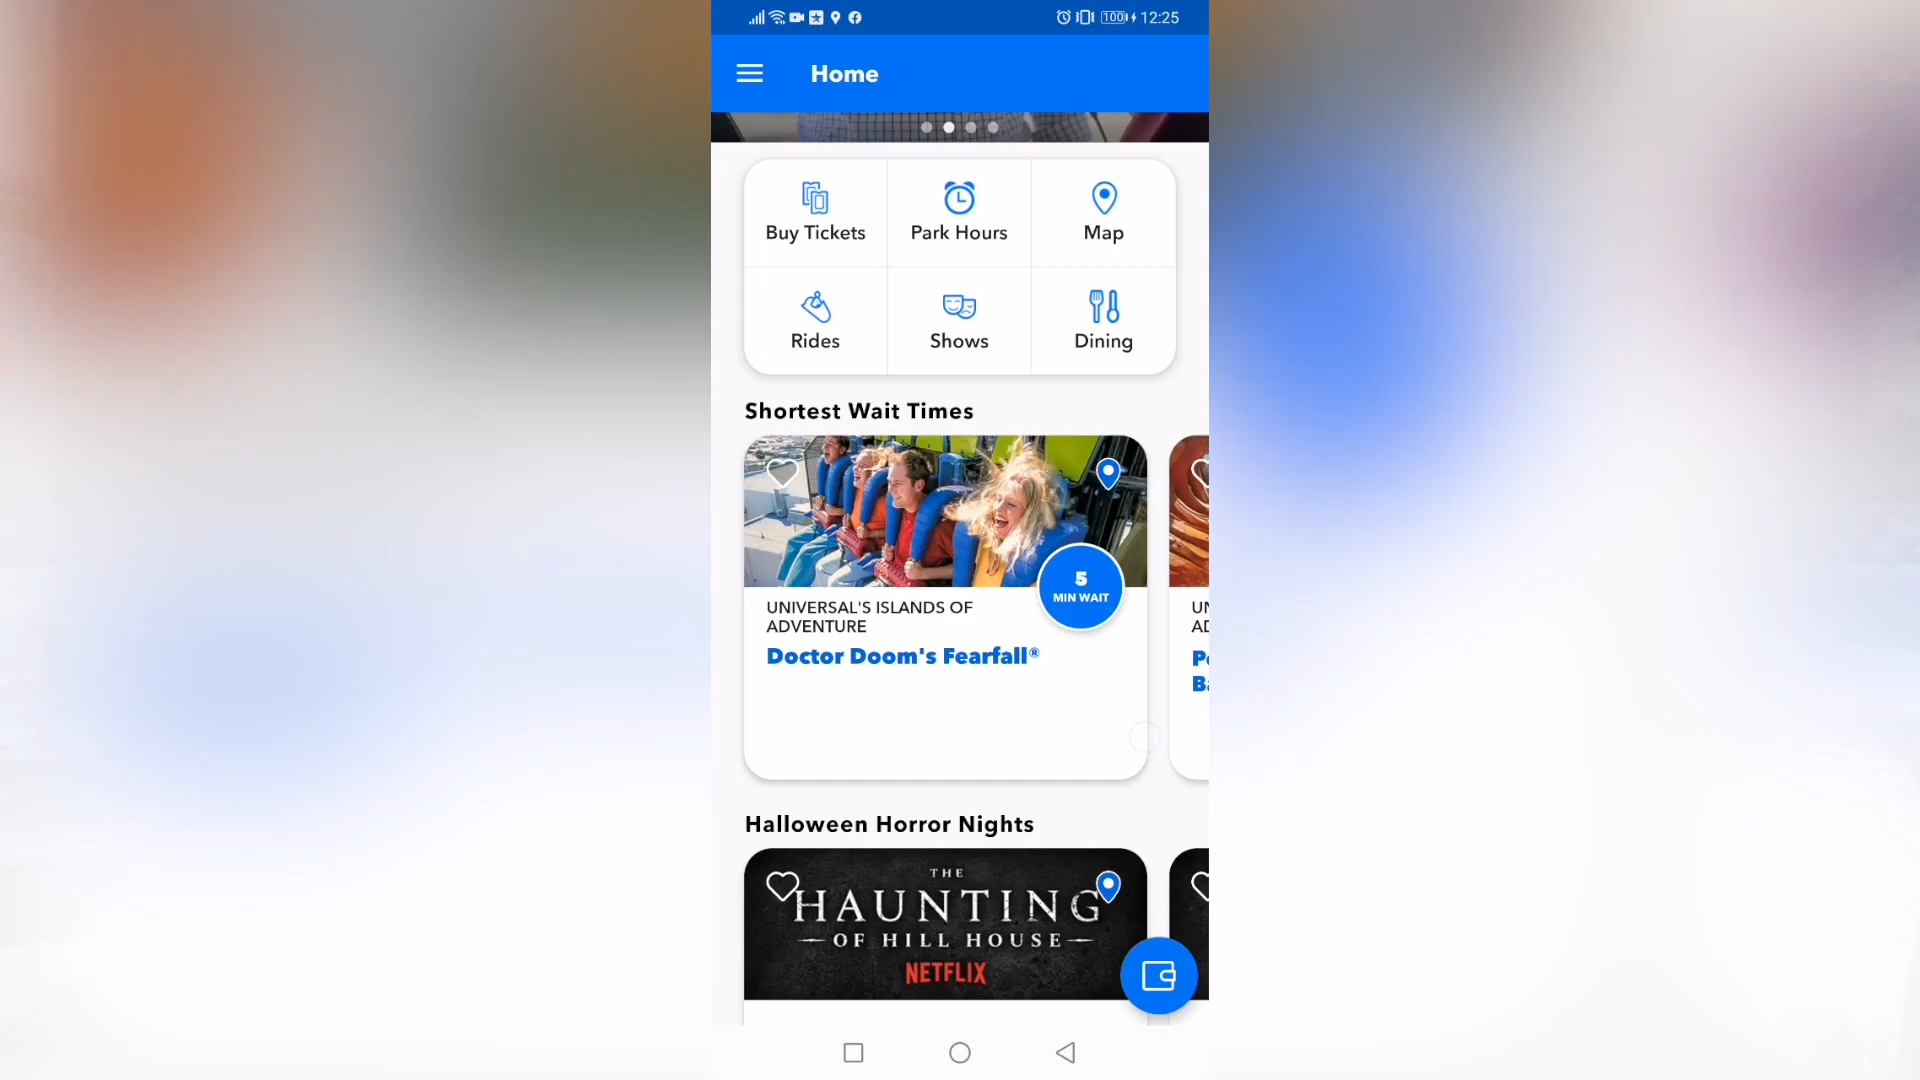 100 12:25
Home
Buy Tickets
Park Hours
Map
Rides
Shows
Dining
Shortest Wait Times
5
MIN WAIT
UNIVERSAL'S ISLANDS OF
ADVENTURE
Doctor Doom's Fearfall®
Halloween Horror Nights
THE
HAUNTING
OF HILL HOUSE
NETFLIX